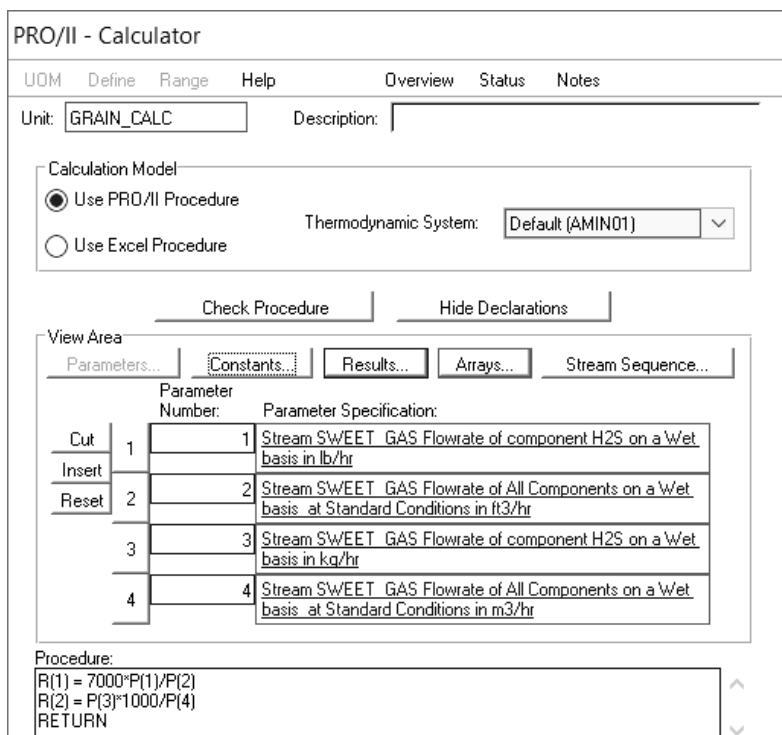 PRO/II - Calculator
UOM Define Range Help Overview Status Notes
Unit: GRAIN_CALC Description:
Calculation Model
Use PRO/II Procedure
Thermodynamic System: Default (AMIN01)
Use Excel Procedure
Check Procedure Hide Declarations
View Area
Parameters... Constants... Results... Arrays... Stream Sequence...
Parameter
Number: Parameter Specification:
Cut
Insert
Reset
1 1 Stream SWEET_GAS Flowrate of component H2S on a Wet
basis in lb/hr
2 2 Stream SWEET_GAS Flowrate of All Components on a Wet
basis at Standard Conditions in ft3/hr
3 3 Stream SWEET_GAS Flowrate of component H2S on a Wet
basis in kg/hr
4 4 Stream SWEET_GAS Flowrate of All Components on a Wet
basis at Standard Conditions in m3/hr
Procedure:
R(1) = 7000*P(1)/P(2)
R(2) = P(3)*1000/P(4)
RETURN